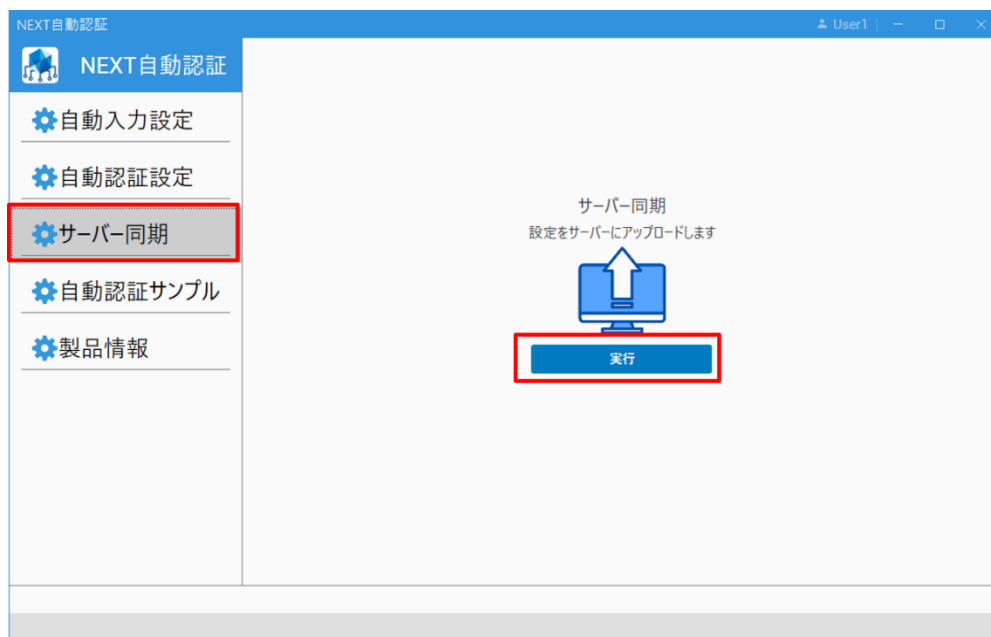 NEXT自動認証
User1
NEXT自動認証
自動入力設定
自動認証設定
サーバー同期
自動認証サンプル
製品情報
サーバー同期
設定をサーバーにアップロードします
実行